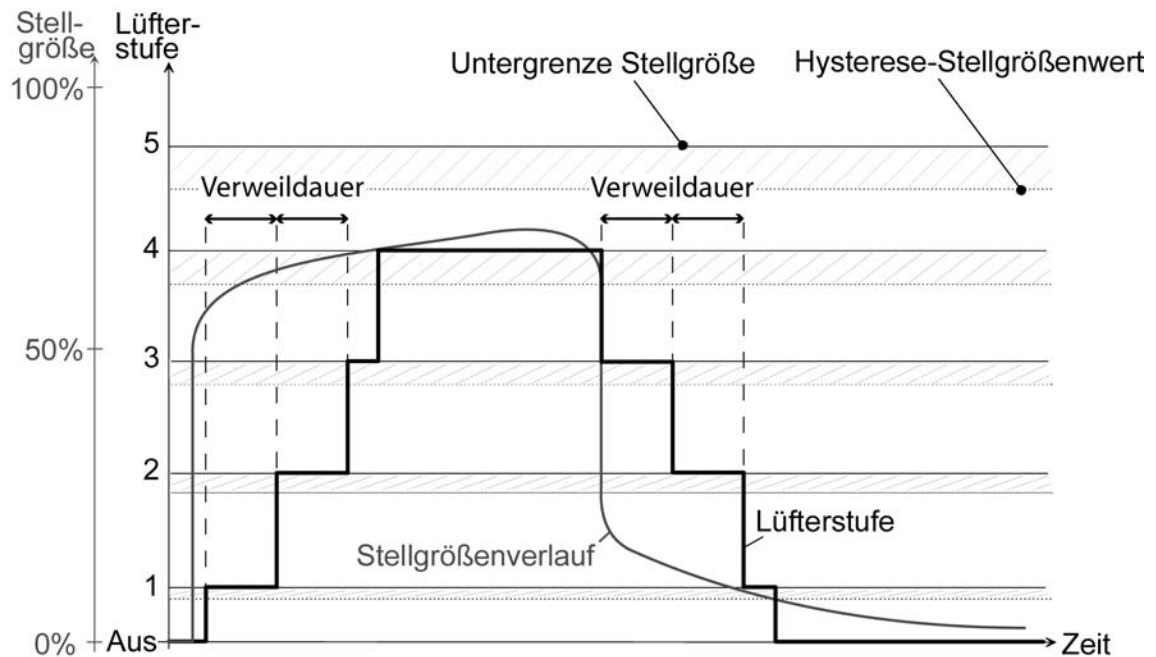 Stell-
größe
Lüfter-
stufe
Untergrenze Stellgröße
Hysterese-Stellgrößenwert
100%
5
Verweildauer
Verweildauer
4
50%
3
2
Lüfterstufe
Stellgrößenverlauf
1
0%
Aus
Zeit